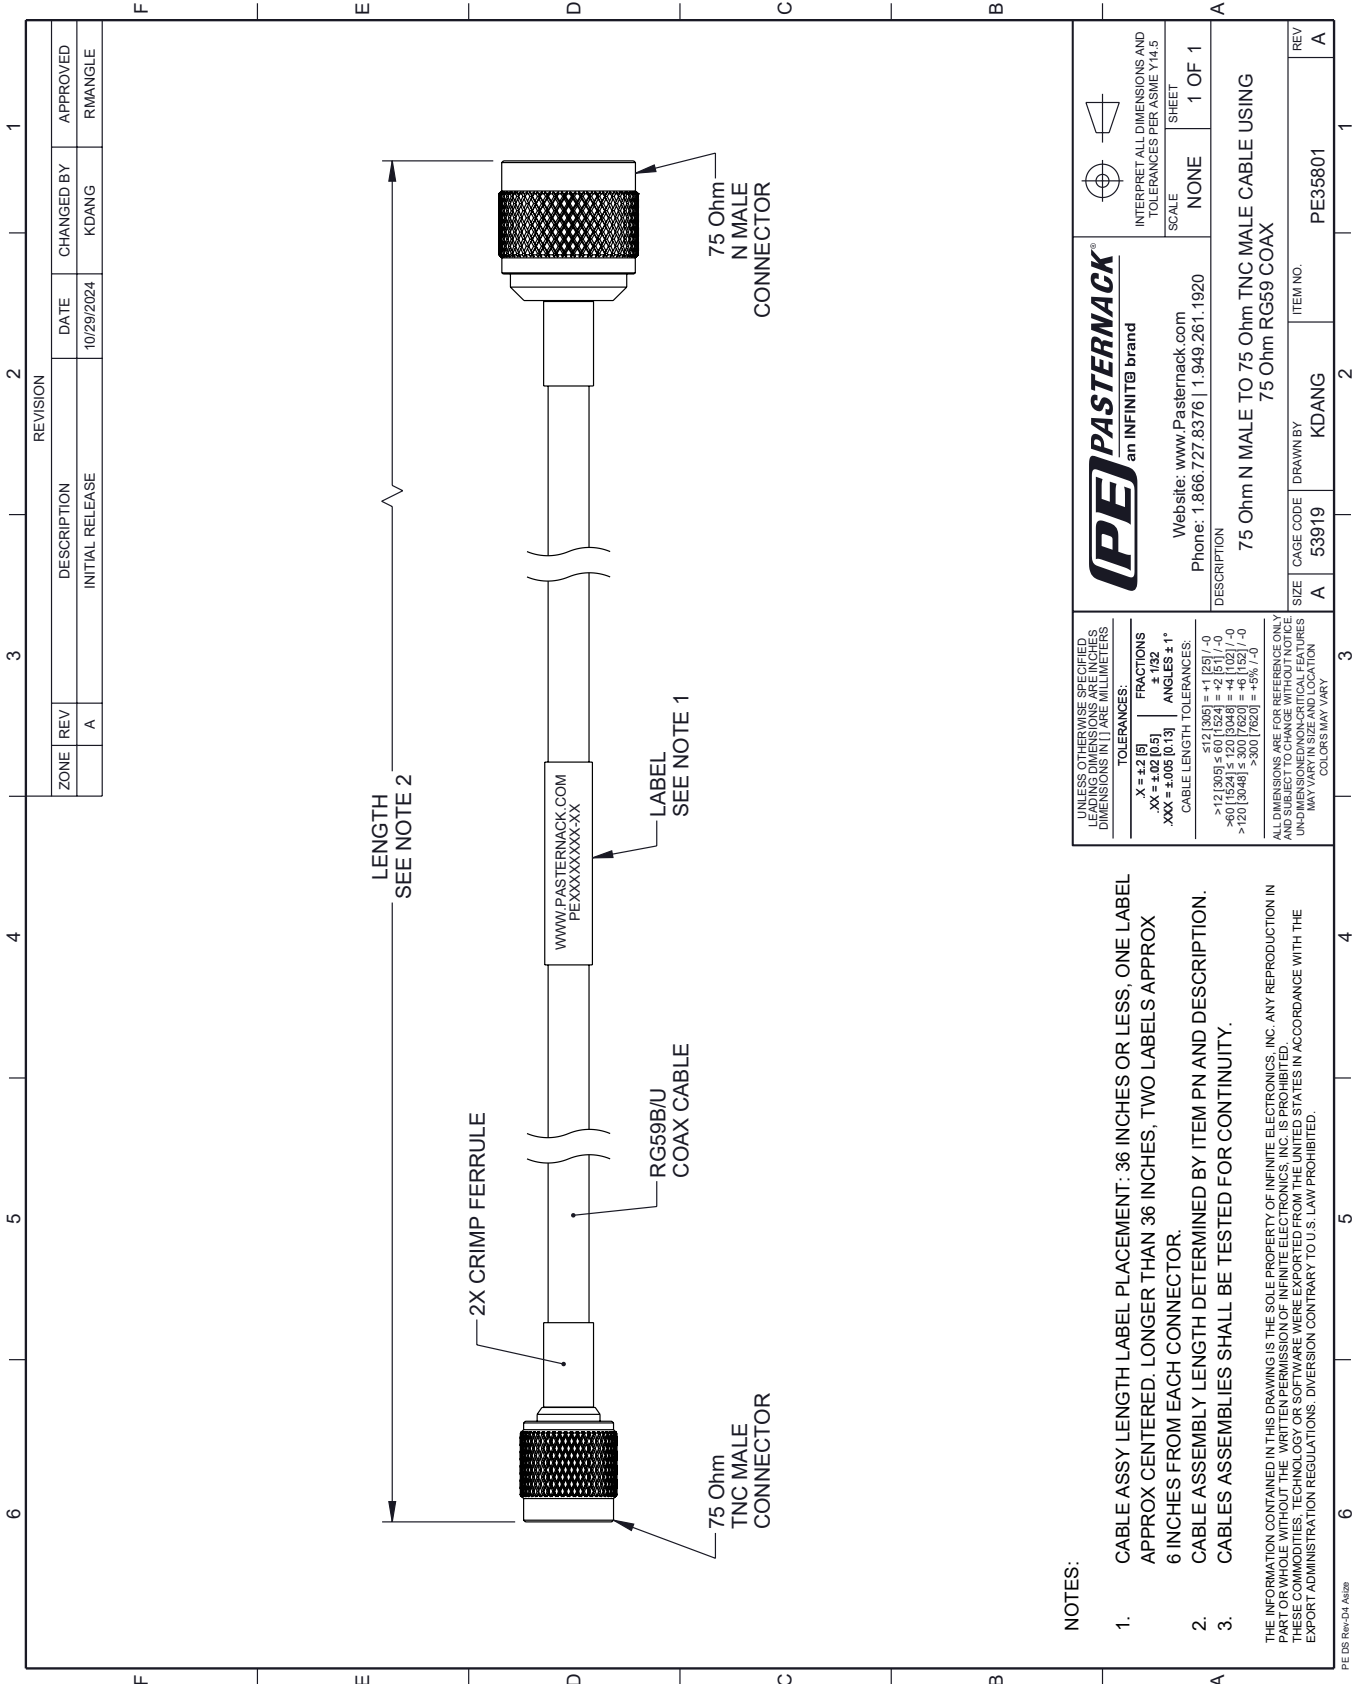 REVISION
ZONE REV DESCRIPTION DATE CHANGED BY APPROVED
A INITIAL RELEASE 10/29/2024 KDANG RMANGLE
6 5 4 3 2 1
F
E
D
C
B
A
F
E
D
C
B
A
LENGTH
SEE NOTE 2
2X CRIMP FERRULE
WWW.PASTERNACK.COM
PEXXXXXXXX-XX
75 Ohm
TNC MALE
CONNECTOR
RG59B/U
COAX CABLE
LABEL
SEE NOTE 1
75 Ohm
N MALE
CONNECTOR
NOTES:
1. CABLE ASSY LENGTH LABEL PLACEMENT: 36 INCHES OR LESS, ONE LABEL
APPROX CENTERED. LONGER THAN 36 INCHES, TWO LABELS APPROX
6 INCHES FROM EACH CONNECTOR.
2. CABLE ASSEMBLY LENGTH DETERMINED BY ITEM PN AND DESCRIPTION.
3. CABLES ASSEMBLIES SHALL BE TESTED FOR CONTINUITY.
THE INFORMATION CONTAINED IN THIS DRAWING IS THE SOLE PROPERTY OF INFINITE ELECTRONICS, INC. ANY REPRODUCTION IN
PART OR WHOLE WITHOUT THE WRITTEN PERMISSION OF INFINITE ELECTRONICS, INC. IS PROHIBITED.
THESE COMMODITIES, TECHNOLOGY OR SOFTWARE WERE EXPORTED FROM THE UNITED STATES IN ACCORDANCE WITH THE
EXPORT ADMINISTRATION REGULATIONS. DIVERSION CONTRARY TO U.S. LAW PROHIBITED.
UNLESS OTHERWISE SPECIFIED
LEADING DIMENSIONS ARE INCHES
DIMENSIONS IN [ ] ARE MILLIMETERS
TOLERANCES:
.X = ±.2 [5] FRACTIONS
.XX = ±.02 [0.5] ± 1/32
.XXX = ±.005 [0.13] ANGLES ± 1°
CABLE LENGTH TOLERANCES:
≤12 [305] = +1 [25] / -0
>12 [305] ≤ 60 [1524] = +2 [51] / -0
>60 [1524] ≤ 120 [3048] = +4 [102] / -0
>120 [3048] ≤ 300 [7620] = +6 [152] / -0
>300 [7620] = +5% / -0
ALL DIMENSIONS ARE FOR REFERENCE ONLY
AND SUBJECT TO CHANGE WITHOUT NOTICE.
UN-DIMENSIONED/NON-CRITICAL FEATURES
MAY VARY IN SIZE AND LOCATION
COLORS MAY VARY
PE PASTERNACK®
an INFINIT@ brand
Website: www.Pasternack.com
Phone: 1.866.727.8376 | 1.949.261.1920
INTERPRET ALL DIMENSIONS AND
TOLERANCES PER ASME Y14.5
SCALE SHEET
NONE 1 OF 1
DESCRIPTION
75 Ohm N MALE TO 75 Ohm TNC MALE CABLE USING
75 Ohm RG59 COAX
SIZE CAGE CODE DRAWN BY ITEM NO. REV
A 53919 KDANG PE35801 A
PE DS Rev-D4 Asize
6 5 4 3 2 1